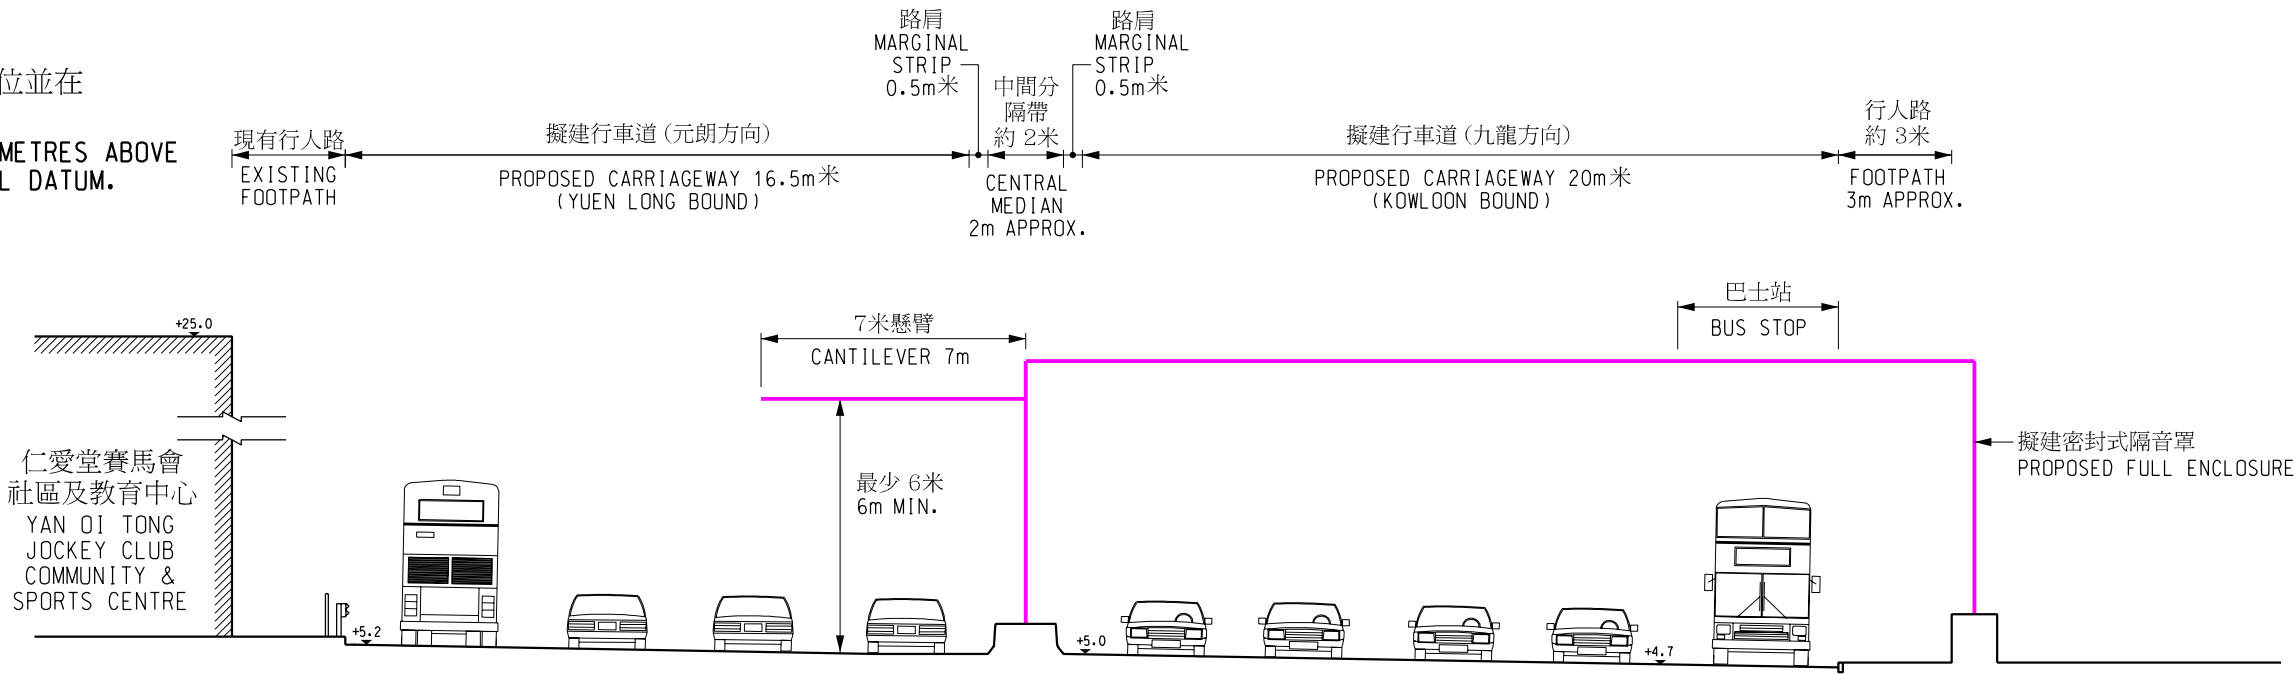 位並在
METRES ABOVE
L DATUM.
現有行人路
EXISTING
FOOTPATH
擬建行車道 (元朗方向)
PROPOSED CARRIAGEWAY 16.5m米
(YUEN LONG BOUND)
路肩
MARGINAL
STRIP
0.5m米
中間分
隔帶
約 2米
CENTRAL
MEDIAN
2m APPROX.
路肩
MARGINAL
STRIP
0.5m米
擬建行車道 (九龍方向)
PROPOSED CARRIAGEWAY 20m米
(KOWLOON BOUND)
行人路
約 3米
FOOTPATH
3m APPROX.
+25.0
7米懸臂
CANTILEVER 7m
巴士站
BUS STOP
最少 6米
6m MIN.
擬建密封式隔音罩
PROPOSED FULL ENCLOSURE
仁愛堂賽馬會
社區及教育中心
YAN OI TONG
JOCKEY CLUB
COMMUNITY &
SPORTS CENTRE
+5.2
+5.0
+4.7